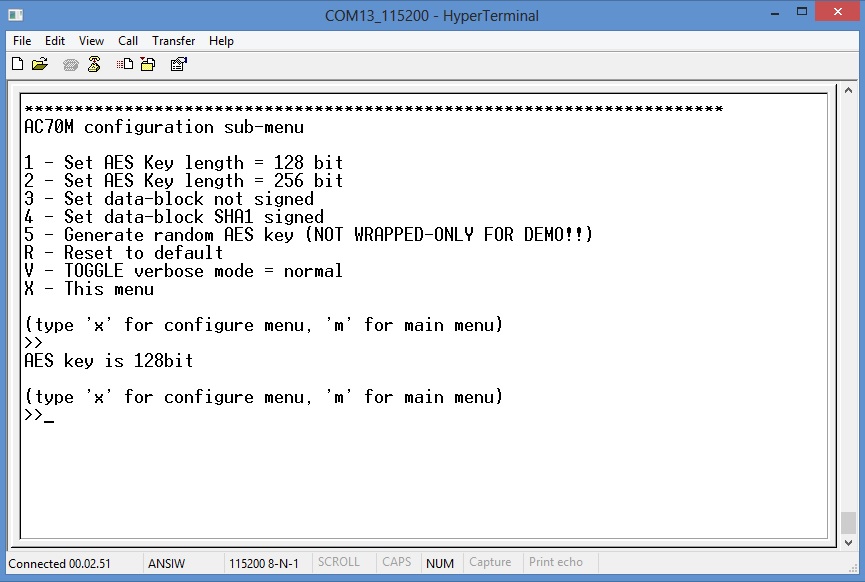 COM13_115200 - HyperTerminal
File Edit View Call Transfer Help
**********************************************************************
AC70M configuration sub-menu
1 - Set AES Key length = 128 bit
2 - Set AES Key length = 256 bit
3 - Set data-block not signed
4 - Set data-block SHA1 signed
5 - Generate random AES key (NOT WRAPPED-ONLY FOR DEMO!!)
R - Reset to default
V - TOGGLE verbose mode = normal
X - This menu
(type 'x' for configure menu, 'm' for main menu)
>>
AES key is 128bit
(type 'x' for configure menu, 'm' for main menu)
>>_
Connected 00.02.51 ANSIW 115200 8-N-1 SCROLL CAPS NUM Capture Print echo